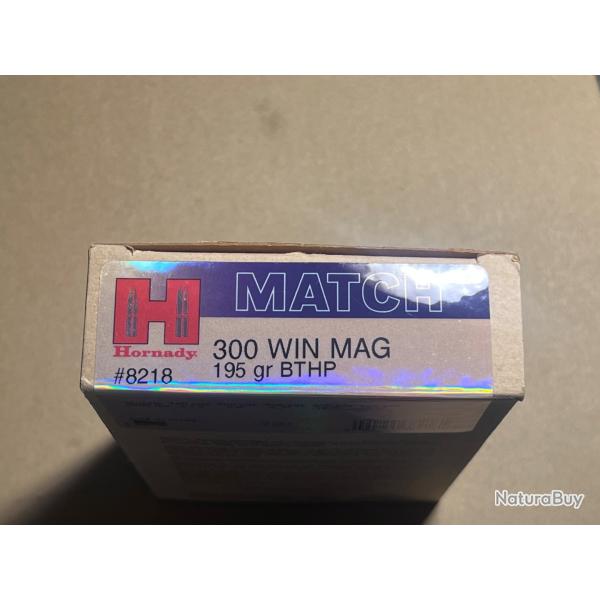 MATCH
Hornady
300 WIN MAG
#8218
195 gr BTHP
NaturaBuy